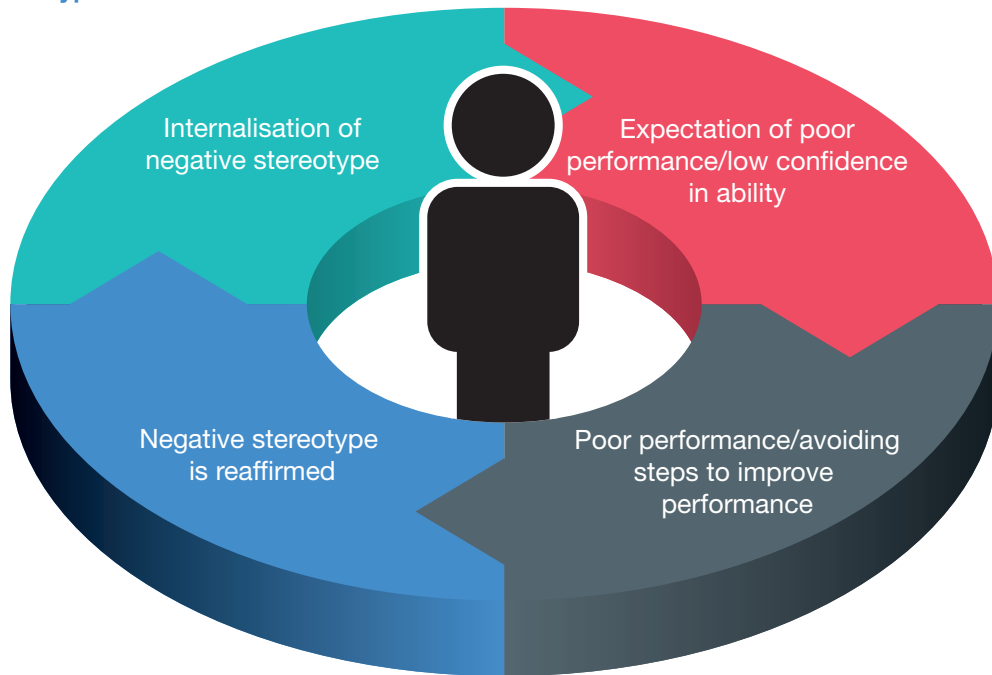 Internalisation of
negative stereotype
Expectation of poor
performance/low confidence
in ability
Negative stereotype
is reaffirmed
Poor performance/avoiding
steps to improve
performance